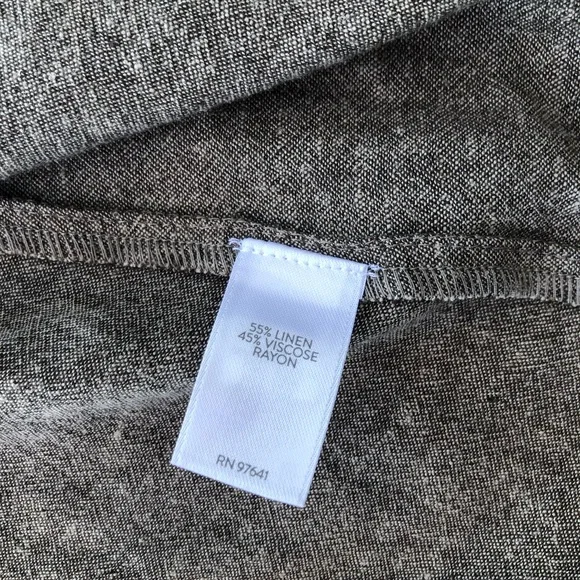 55% LINEN
45% VISCOSE
RAYON
RN 97641